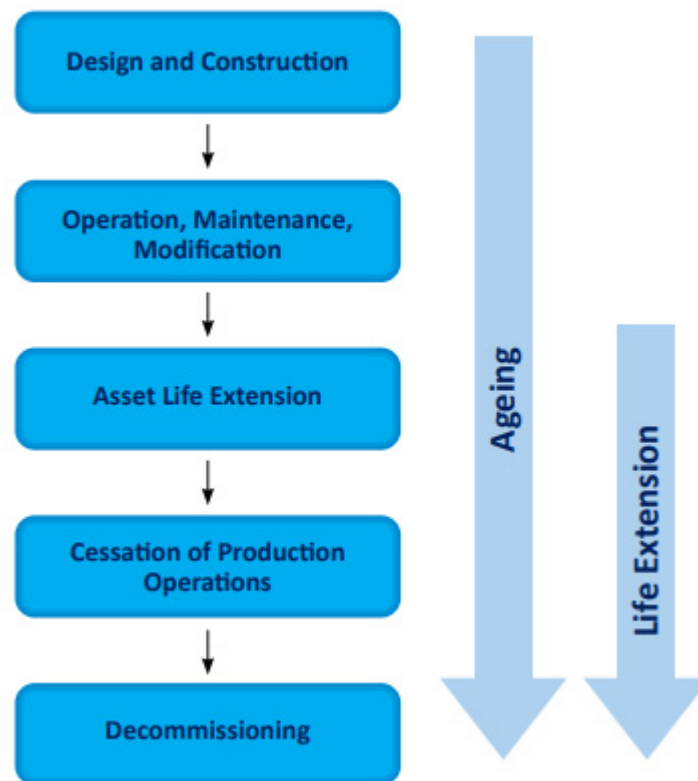 Design and Construction
Operation, Maintenance,
Modification
Asset Life Extension
Cessation of Production
Operations
Decommissioning
Ageing
Life Extension